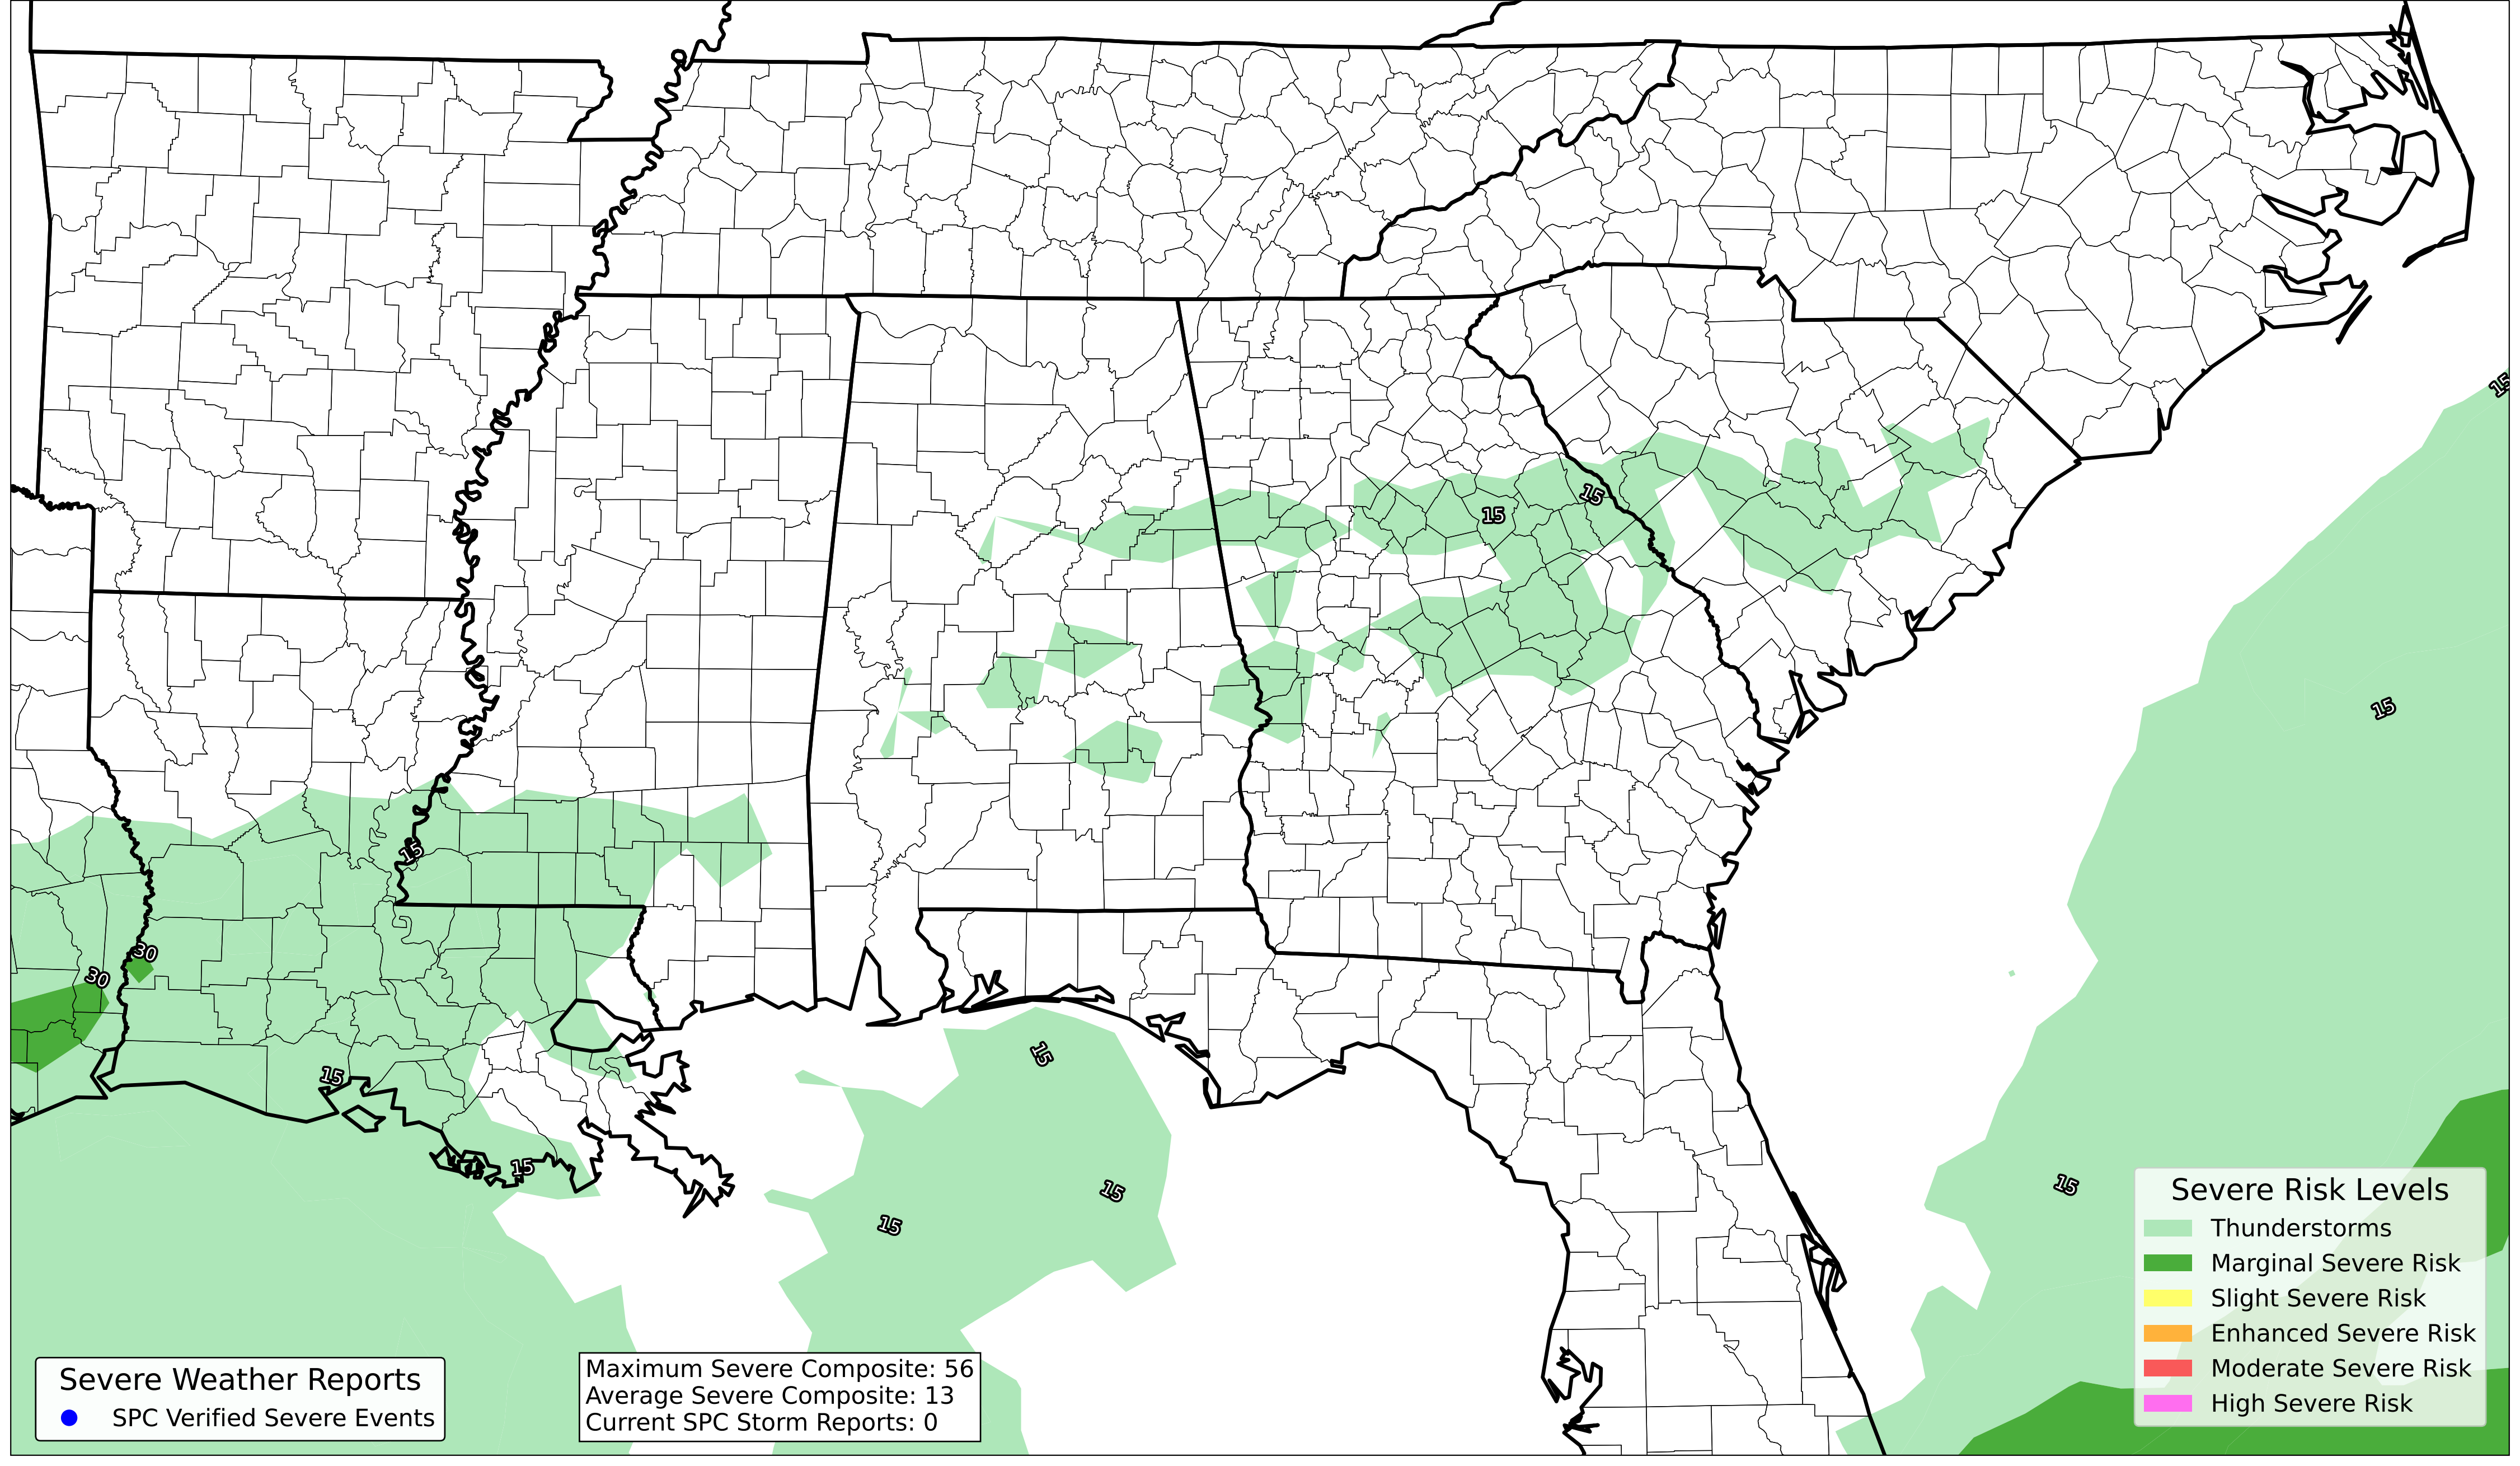 15
15
15
15
15
30
30
15
15
15
15
15
15
Severe Risk Levels
Thunderstorms
Marginal Severe Risk
Slight Severe Risk
Enhanced Severe Risk
Moderate Severe Risk
High Severe Risk
Severe Weather Reports
SPC Verified Severe Events
Maximum Severe Composite: 56
Average Severe Composite: 13
Current SPC Storm Reports: 0